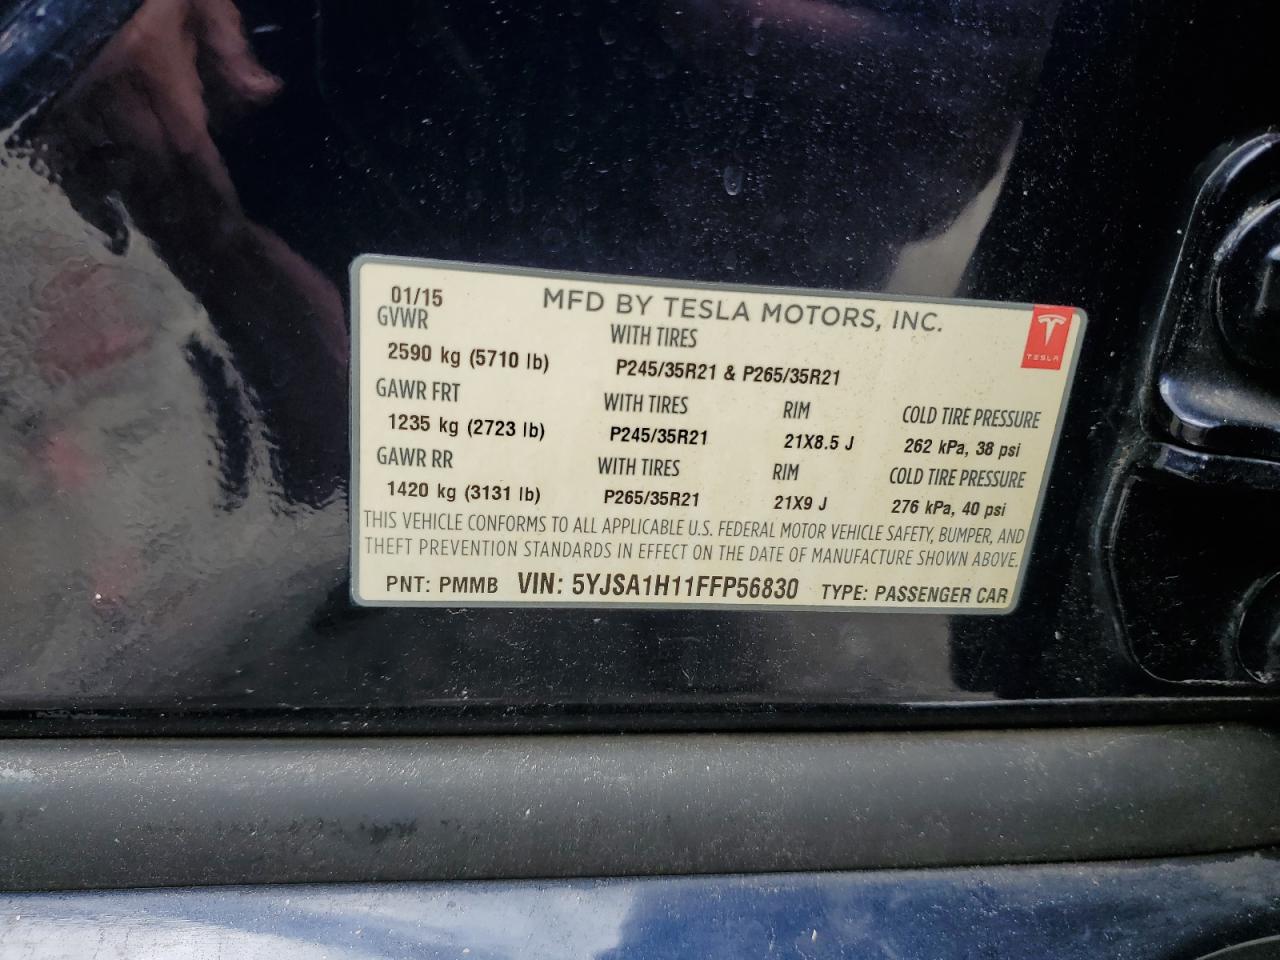 01/15 MFD BY TESLA MOTORS, INC.
GVWR WITH TIRES
TESLA
2590 kg (5710 lb) P245/35R21 & P265/35R21
GAWR FRT WITH TIRES RIM COLD TIRE PRESSURE
1235 kg (2723 lb) P245/35R21 21X8.5 J 262 kPa, 38 psi
GAWR RR WITH TIRES RIM COLD TIRE PRESSURE
1420 kg (3131 lb) P265/35R21 21X9 J 276 kPa, 40 psi
THIS VEHICLE CONFORMS TO ALL APPLICABLE U.S. FEDERAL MOTOR VEHICLE SAFETY, BUMPER, AND
THEFT PREVENTION STANDARDS IN EFFECT ON THE DATE OF MANUFACTURE SHOWN ABOVE.
PNT: PMMB VIN: 5YJSA1H11FFP56830 TYPE: PASSENGER CAR